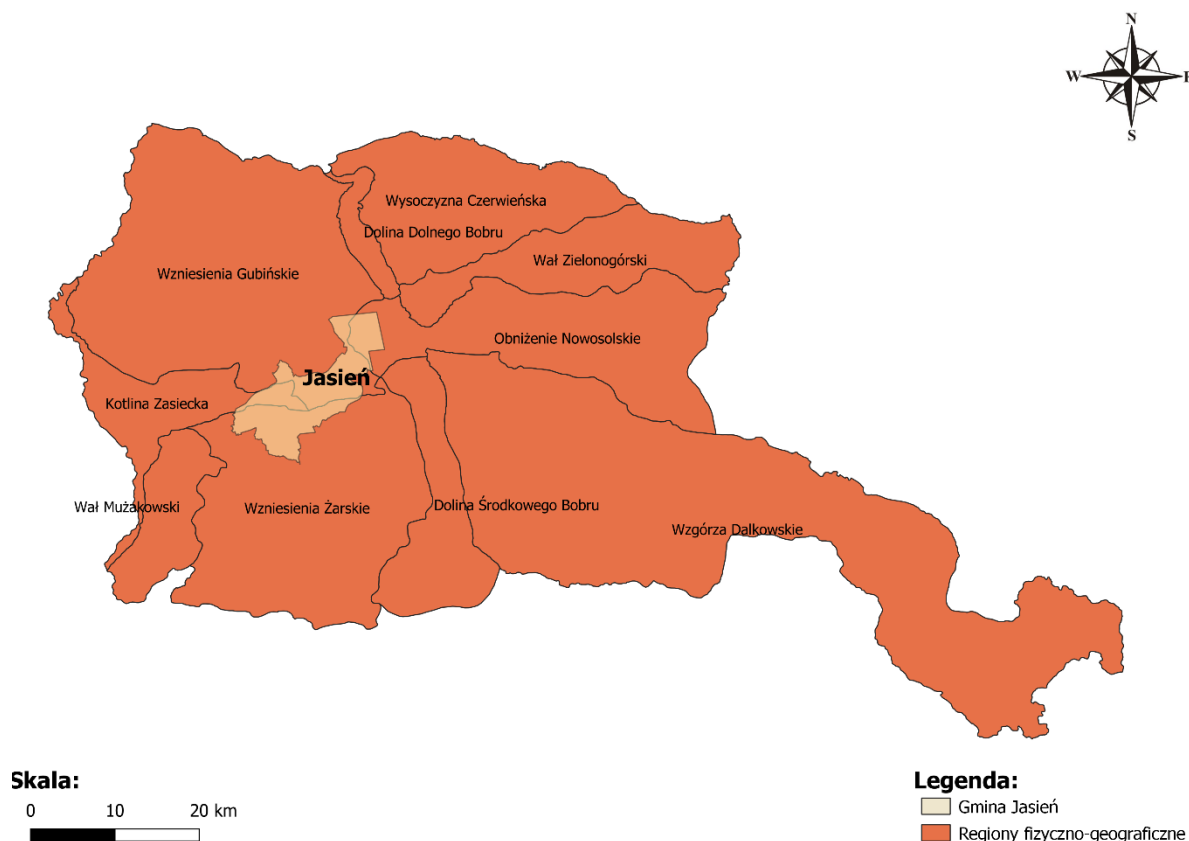 N
W E
S
Wysoczyzna Czerwieńska
Dolina Dolnego Bobru
Wał Zielonogórski
Wzniesienia Gubińskie
Obniżenie Nowosolskie
Jasień
Kotlina Zasiecka
Wał Mużakowski
Wzniesienia Żarskie
Dolina Środkowego Bobru
Wzgórza Dalkowskie
Skala:
0 10 20 km
Legenda:
Gmina Jasień
Regiony fizyczno-geograficzne